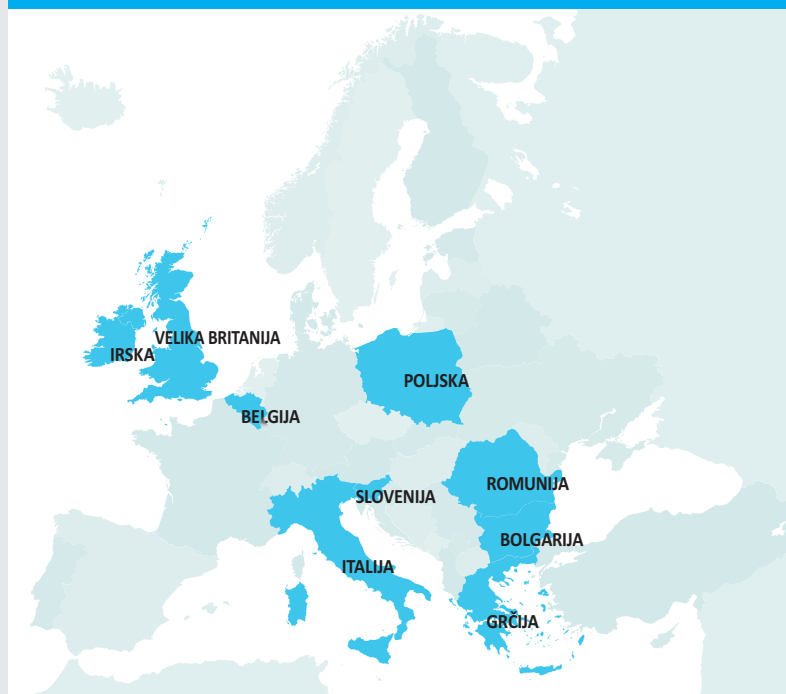 VELIKA BRITANIJA
IRSKA
POLJSKA
BELGIJA
ROMUNIJA
SLOVENIJA
BOLGARIJA
ITALIJA
GRČIJA